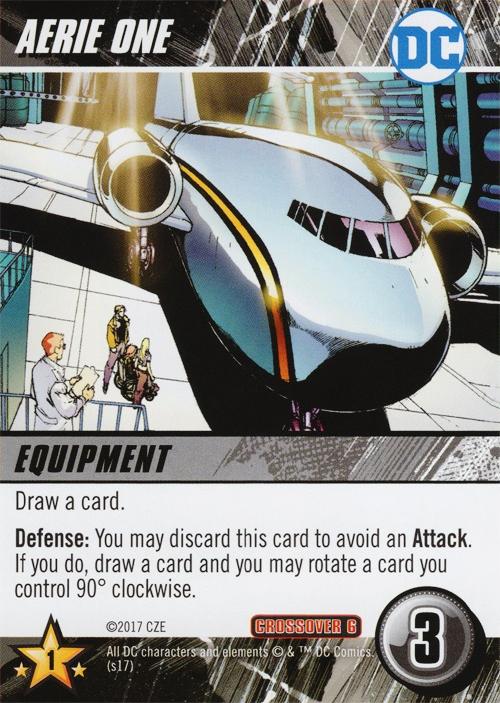 AERIE ONE
DC
EQUIPMENT
Draw a card.
Defense: You may discard this card to avoid an Attack.
If you do, draw a card and you may rotate a card you
control 90° clockwise.
1
©2017 CZE
CROSSOVER 6
All DC characters and elements © & ™ DC Comics.
(s17)
3